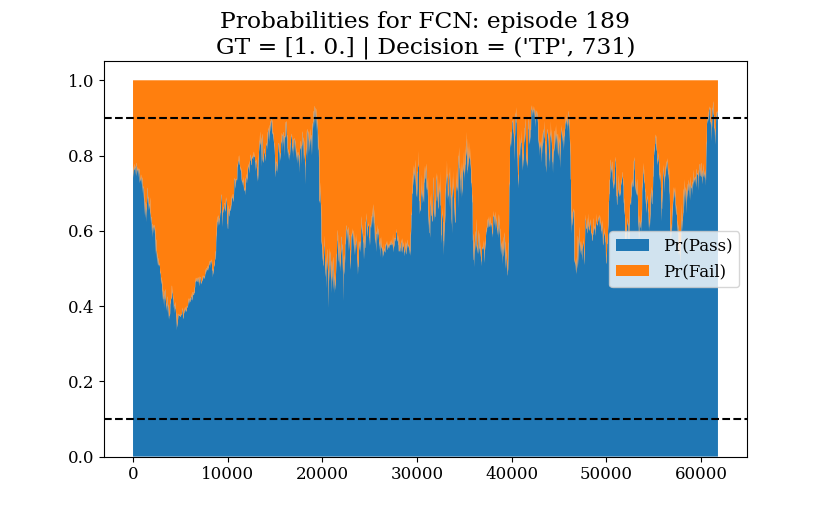 Probabilities for FCN: episode 189
GT = [1. 0.] | Decision = ('TP', 731)
1.0
0.8
0.6
0.4
0.2
0.0
Pr(Pass)
Pr(Fail)
0 10000 20000 30000 40000 50000 60000